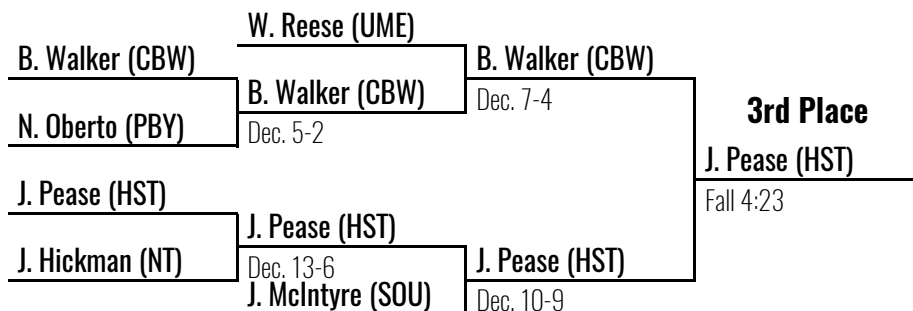 W. Reese (UME)
B. Walker (CBW)
B. Walker (CBW)
B. Walker (CBW)
Dec. 7-4
3rd Place
N. Oberto (PBY)
Dec. 5-2
J. Pease (HST)
J. Pease (HST)
Fall 4:23
J. Pease (HST)
J. Hickman (NT)
Dec. 13-6
J. Pease (HST)
J. McIntyre (SOU)
Dec. 10-9